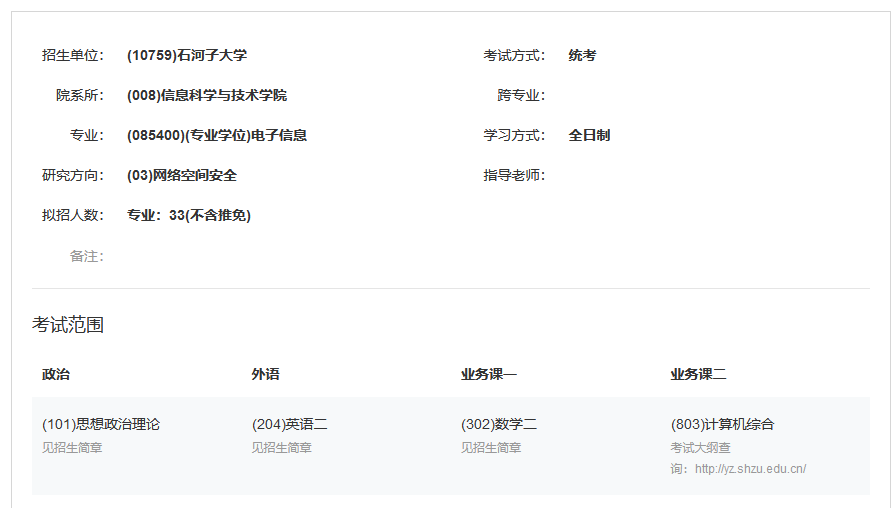 招生单位： (10759)石河子大学 考试方式： 统考
院系所： (008)信息科学与技术学院 跨专业：
专业： (085400)(专业学位)电子信息 学习方式： 全日制
研究方向： (03)网络空间安全 指导老师：
拟招人数： 专业：33(不含推免)
备注：
考试范围
政治 外语 业务课一 业务课二
(101)思想政治理论 (204)英语二 (302)数学二 (803)计算机综合
见招生简章 见招生简章 见招生简章 考试大纲查
询：http://yz.shzu.edu.cn/